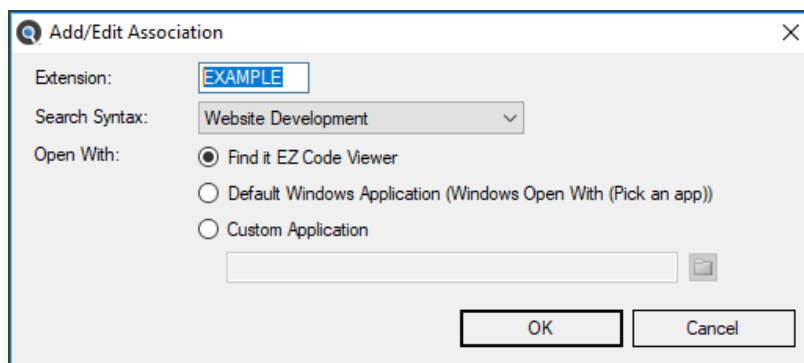 Add/Edit Association
Extension: EXAMPLE
Search Syntax: Website Development
Open With: Find it EZ Code Viewer
Default Windows Application (Windows Open With (Pick an app))
Custom Application
OK Cancel